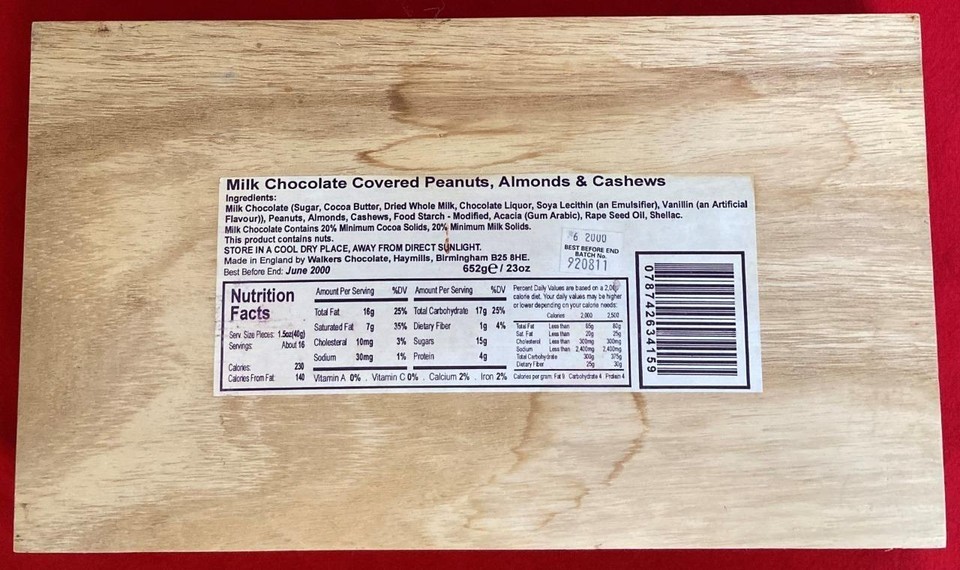 Milk Chocolate Covered Peanuts, Almonds & Cashews
Ingredients:
Milk Chocolate (Sugar, Cocoa Butter, Dried Whole Milk, Chocolate Liquor, Soya Lecithin (an Emulsifier), Vanillin (an Artificial
Flavour)), Peanuts, Almonds, Cashews, Food Starch - Modified, Acacia (Gum Arabic), Rape Seed Oil, Shellac.
Milk Chocolate Contains 20% Minimum Cocoa Solids, 20% Minimum Milk Solids.
This product contains nuts.
STORE IN A COOL DRY PLACE, AWAY FROM DIRECT SUNLIGHT.
Made in England by Walkers Chocolate, Haymills, Birmingham B25 8HE.
Best Before End: June 2000 652g℮ / 23oz
6 2000
BEST BEFORE END
BATCH No.
920811
Nutrition
Facts
Serv. Size Pieces: 1.5oz(40g)
Servings: About 16
Calories: 230
Calories From Fat: 140
Amount Per Serving %DV Amount Per Serving %DV
Total Fat 16g 25% Total Carbohydrate 17g 25%
Saturated Fat 7g 35% Dietary Fiber 1g 4%
Cholesterol 10mg 3% Sugars 15g
Sodium 30mg 1% Protein 4g
Vitamin A 0% . Vitamin C 0% . Calcium 2% . Iron 2%
Percent Daily Values are based on a 2,000
calorie diet. Your daily values may be higher
or lower depending on your calorie needs:
Calories 2,000 2,500
Total Fat Less than 65g 80g
Sat. Fat Less than 20g 25g
Cholesterol Less than 300mg 300mg
Sodium Less than 2,400mg 2,400mg
Total Carbohydrate 300g 375g
Dietary Fiber 25g 30g
Calories per gram: Fat 9 Carbohydrate 4 Protein 4
078742634159